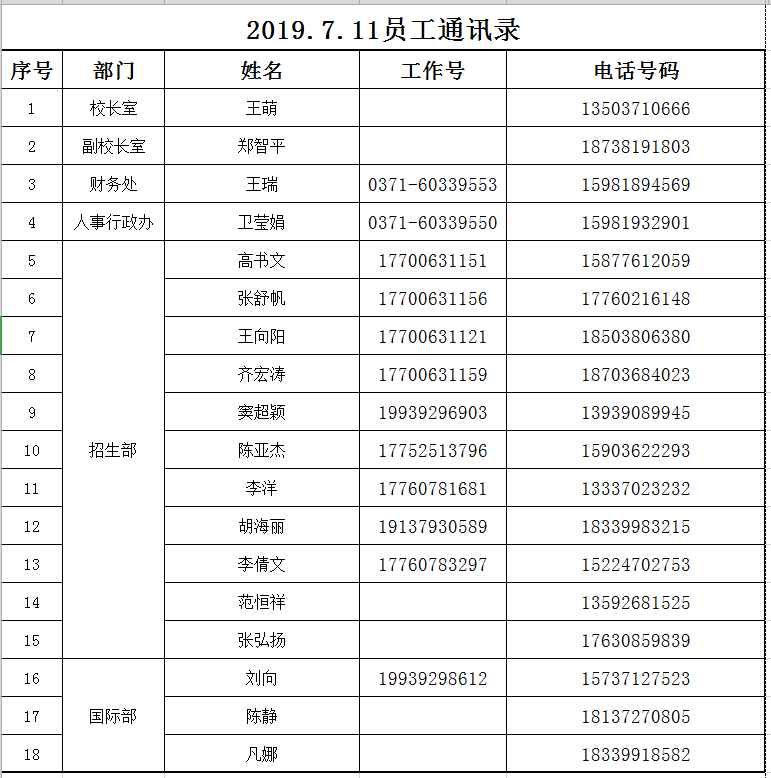 2019.7.11员工通讯录
序号 部门 姓名 工作号 电话号码
1 校长室 王萌 13503710666
2 副校长室 郑智平 18738191803
3 财务处 王瑞 0371-60339553 15981894569
4 人事行政办 卫莹娟 0371-60339550 15981932901
5 高书文 17700631151 15877612059
6 张舒帆 17700631156 17760216148
7 王向阳 17700631121 18503806380
8 齐宏涛 17700631159 18703684023
9 窦超颖 19939296903 13939089945
10 招生部 陈亚杰 17752513796 15903622293
11 李洋 17760781681 13337023232
12 胡海丽 19137930589 18339983215
13 李倩文 17760783297 15224702753
14 范恒祥 13592681525
15 张弘扬 17630859839
16 刘向 19939298612 15737127523
17 国际部 陈静 18137270805
18 凡娜 18339918582